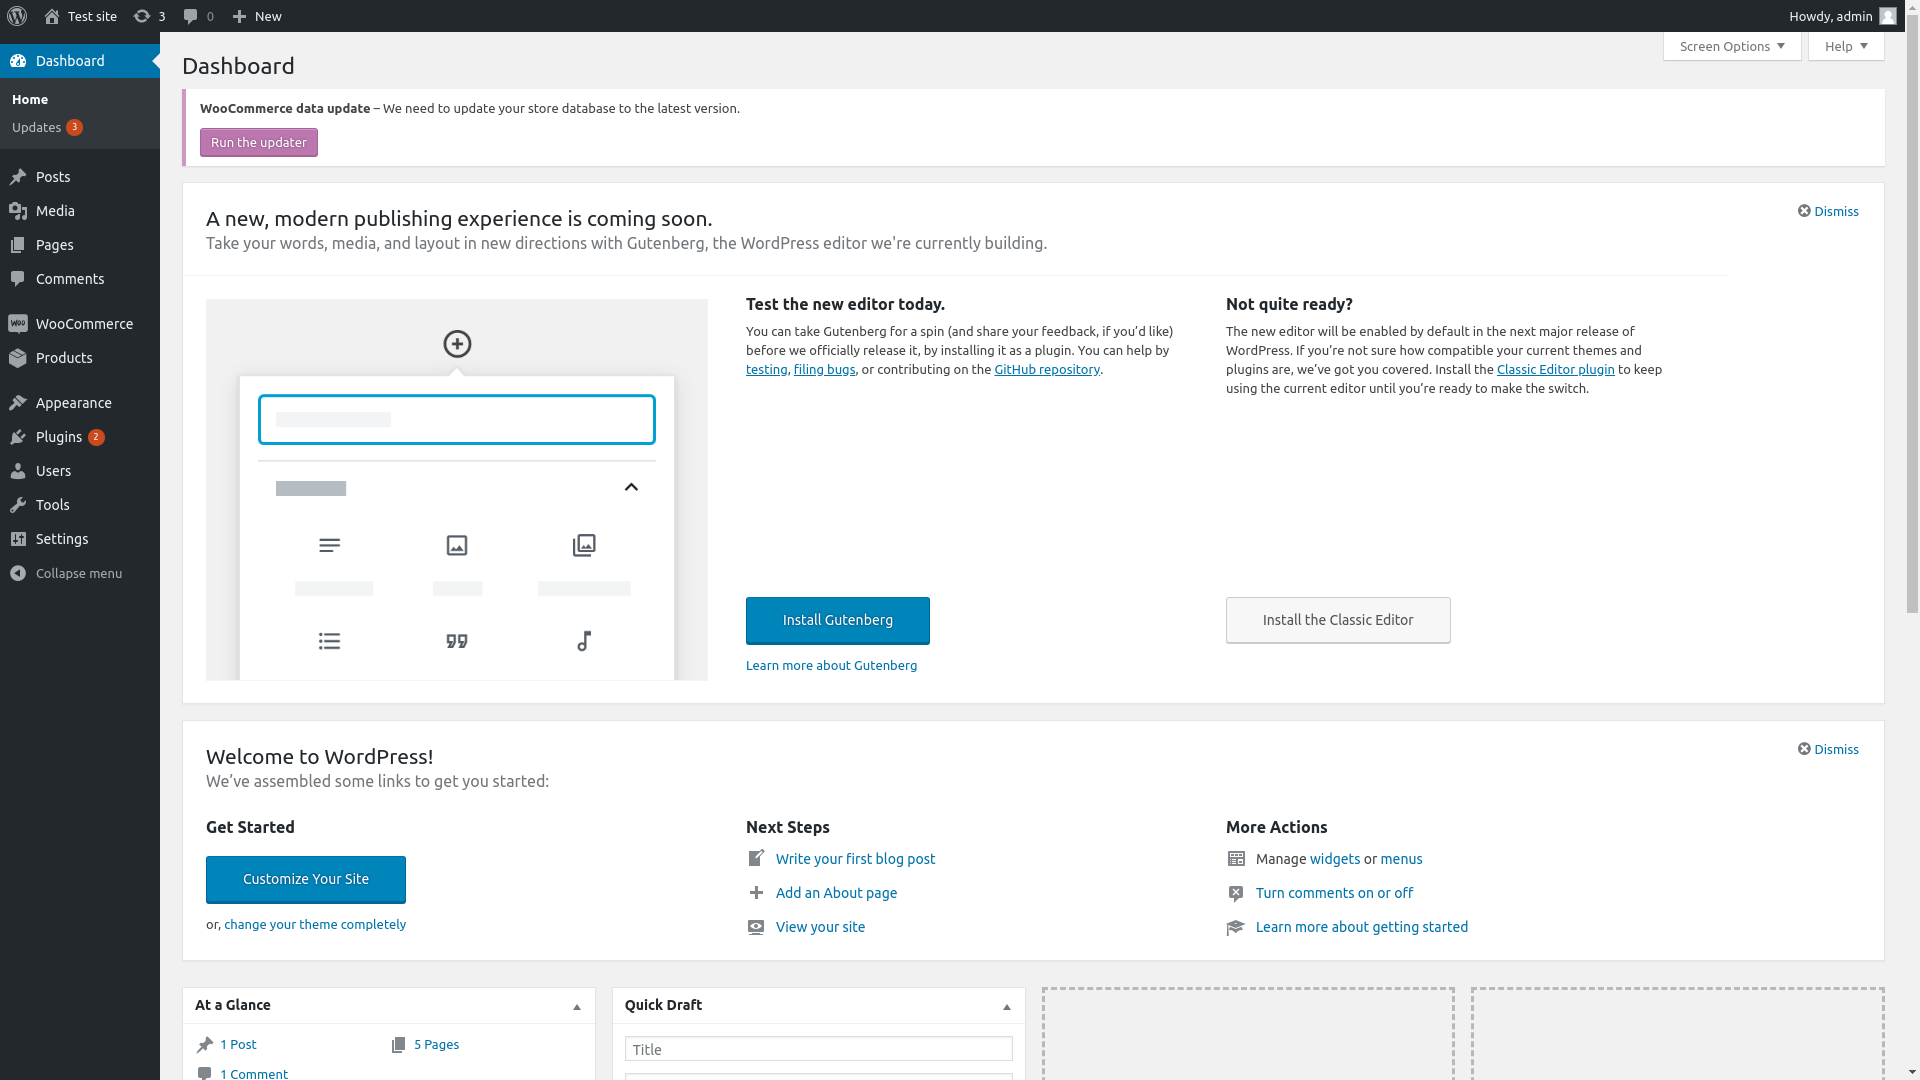 Test site
3
0
New
Howdy, admin
Dashboard
Home
Updates 3
Posts
Media
Pages
Comments
WooCommerce
Products
Appearance
Plugins 2
Users
Tools
Settings
Collapse menu
Screen Options
Help
Dashboard
WooCommerce data update – We need to update your store database to the latest version.
Run the updater
A new, modern publishing experience is coming soon.
Take your words, media, and layout in new directions with Gutenberg, the WordPress editor we're currently building.
Dismiss
Test the new editor today.
You can take Gutenberg for a spin (and share your feedback, if you’d like)
before we officially release it, by installing it as a plugin. You can help by
testing, filing bugs, or contributing on the GitHub repository.
Install Gutenberg
Learn more about Gutenberg
Not quite ready?
The new editor will be enabled by default in the next major release of
WordPress. If you’re not sure how compatible your current themes and
plugins are, we’ve got you covered. Install the Classic Editor plugin to keep
using the current editor until you’re ready to make the switch.
Install the Classic Editor
Welcome to WordPress!
We’ve assembled some links to get you started:
Dismiss
Get Started
Customize Your Site
or, change your theme completely
Next Steps
Write your first blog post
Add an About page
View your site
More Actions
Manage widgets or menus
Turn comments on or off
Learn more about getting started
At a Glance
1 Post
5 Pages
1 Comment
Quick Draft
Title